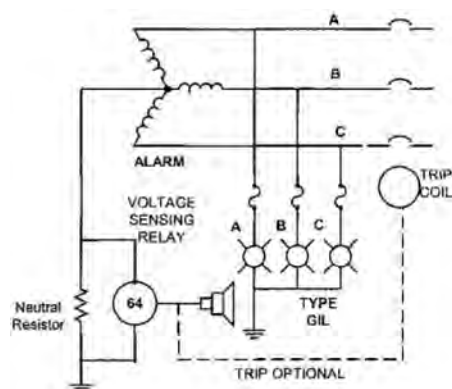 A
B
C
ALARM
TRIP
COIL
VOLTAGE
SENSING
RELAY
A B C
Neutral
Resistor
64
TYPE
GIL
TRIP OPTIONAL